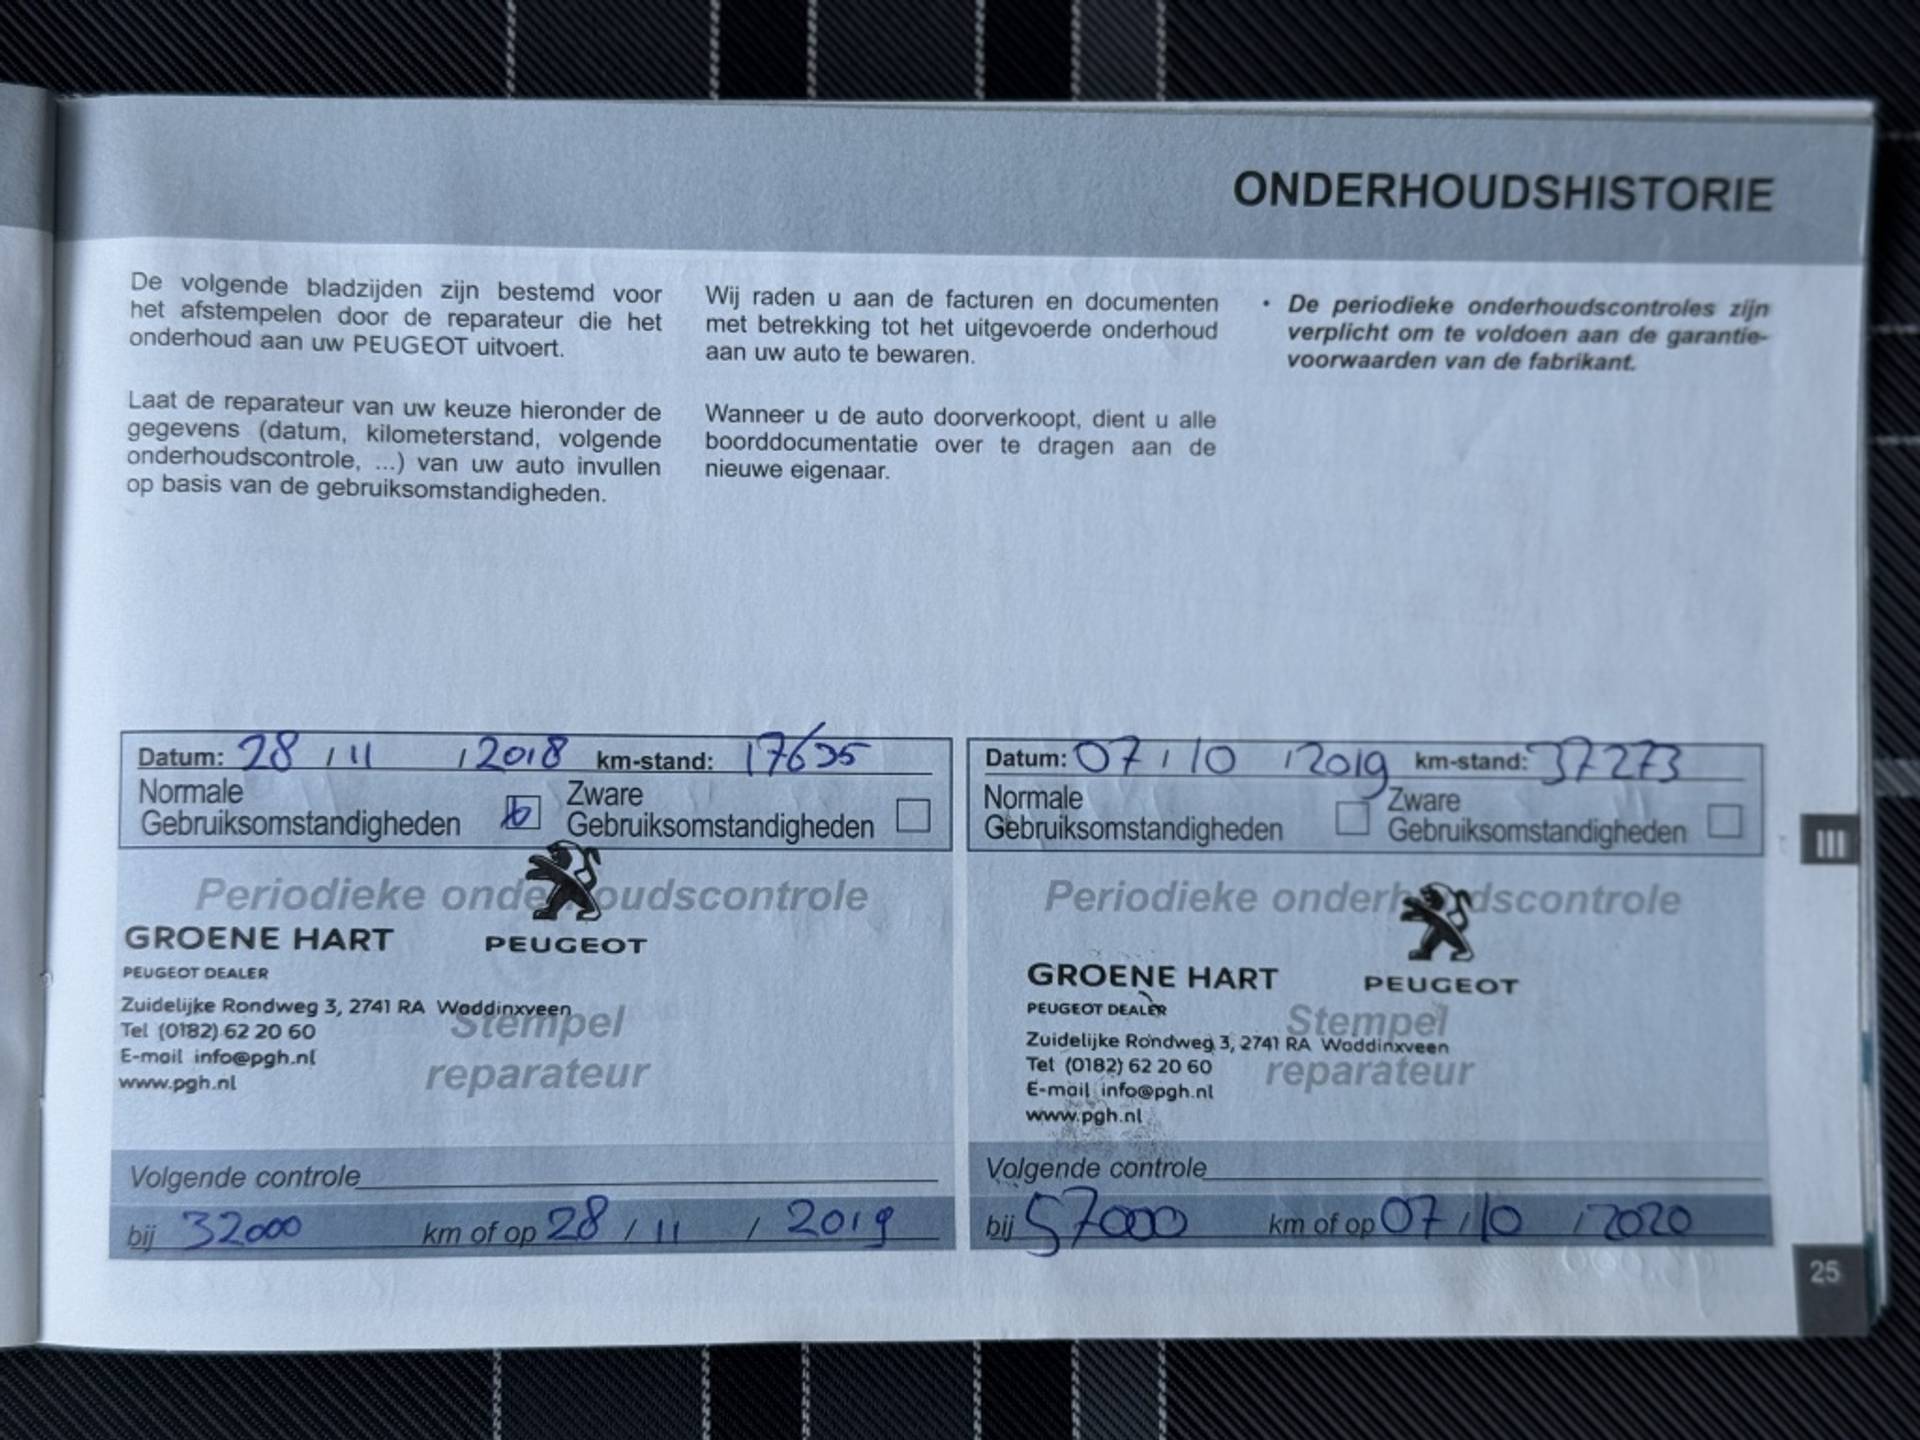 ONDERHOUDSHISTORIE
De volgende bladzijden zijn bestemd voor
het afstempelen door de reparateur die het
onderhoud aan uw PEUGEOT uitvoert.
Laat de reparateur van uw keuze hieronder de
gegevens (datum, kilometerstand, volgende
onderhoudscontrole, ...) van uw auto invullen
op basis van de gebruiksomstandigheden.
Wij raden u aan de facturen en documenten
met betrekking tot het uitgevoerde onderhoud
aan uw auto te bewaren.
Wanneer u de auto doorverkoopt, dient u alle
boorddocumentatie over te dragen aan de
nieuwe eigenaar.
• De periodieke onderhoudscontroles zijn
verplicht om te voldoen aan de garantie-
voorwaarden van de fabrikant.
Datum: 28 / 11 / 2018 km-stand:
Normale Zware
Gebruiksomstandigheden Gebruiksomstandigheden
Periodieke onderhoudscontrole
GROENE HART PEUGEOT
PEUGEOT DEALER
Zuidelijke Rondweg 3, 2741 RA Waddinxveen
Stempel
Tel (0182) 62 20 60
E-mail info@pgh.nl
reparateur
www.pgh.nl
Volgende controle
bij 32000 km of op 28 / 11 / 2019
Datum: 07 / 10 / 2019 km-stand: 37273
Normale Zware
Gebruiksomstandigheden Gebruiksomstandigheden
Periodieke onderhoudscontrole
GROENE HART PEUGEOT
PEUGEOT DEALER
Stempel
Zuidelijke Rondweg 3, 2741 RA Waddinxveen
Tel (0182) 62 20 60
reparateur
E-mail info@pgh.nl
www.pgh.nl
Volgende controle
bij 57000 km of op 07 / 10 / 2020
III
25